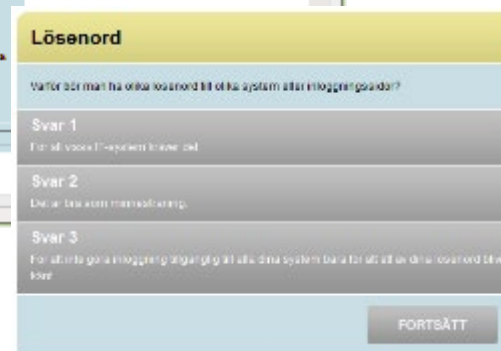 Lösenord
Varför bör man ha olika lösenord till olika system eller inloggningssidor?
Svar 1
För att vissa IT-system kräver det.
Svar 2
Det är bra som minnesträning.
Svar 3
För att inte göra inloggning tillgänglig till alla dina system bara för att ett av dina lösenord
känt
FORTSÄTT